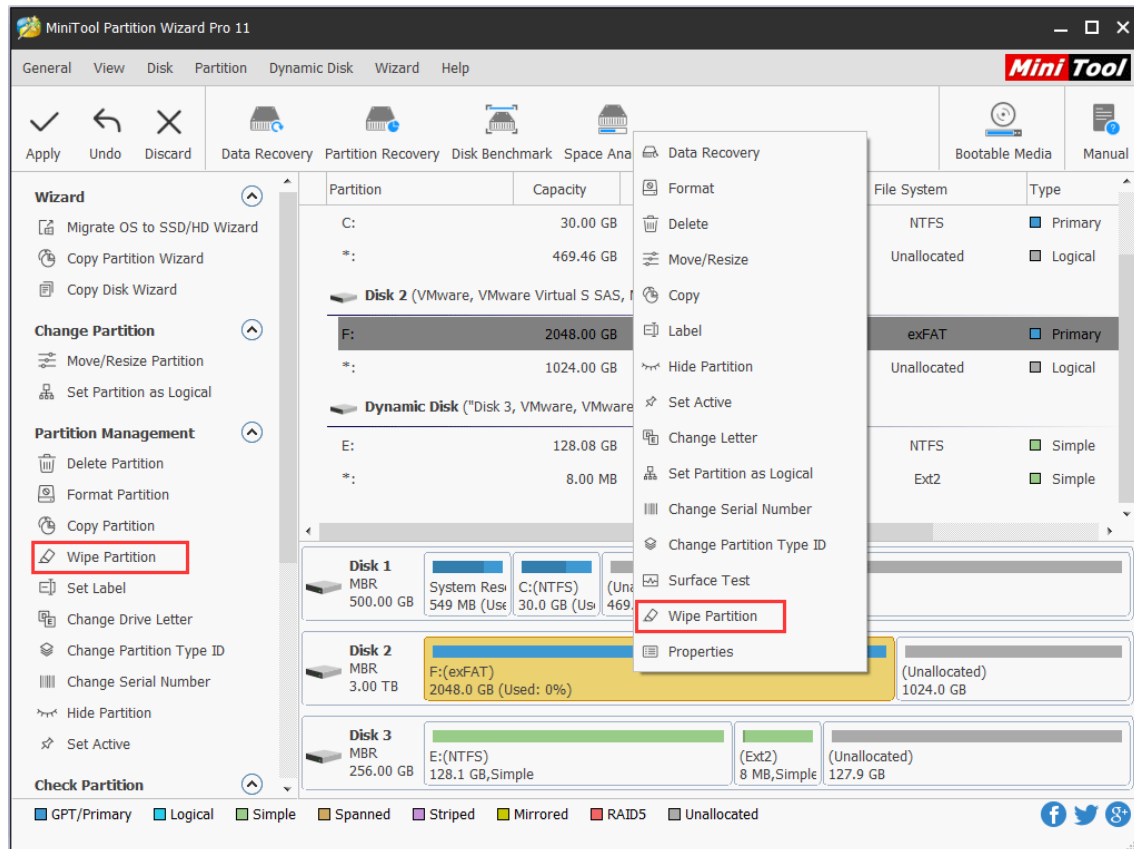 MiniTool Partition Wizard Pro 11
General View Disk Partition Dynamic Disk Wizard Help
Mini Tool
Apply Undo Discard Data Recovery Partition Recovery Disk Benchmark Space Ana Bootable Media Manual
Wizard
Migrate OS to SSD/HD Wizard
Copy Partition Wizard
Copy Disk Wizard
Change Partition
Move/Resize Partition
Set Partition as Logical
Partition Management
Delete Partition
Format Partition
Copy Partition
Wipe Partition
Set Label
Change Drive Letter
Change Partition Type ID
Change Serial Number
Hide Partition
Set Active
Check Partition
Partition Capacity File System Type
C: 30.00 GB NTFS Primary
*: 469.46 GB Unallocated Logical
Disk 2 (VMware, VMware Virtual S SAS,
F: 2048.00 GB exFAT Primary
*: 1024.00 GB Unallocated Logical
Dynamic Disk ("Disk 3, VMware, VMware
E: 128.08 GB NTFS Simple
*: 8.00 MB Ext2 Simple
Data Recovery
Format
Delete
Move/Resize
Copy
Label
Hide Partition
Set Active
Change Letter
Set Partition as Logical
Change Serial Number
Change Partition Type ID
Surface Test
Wipe Partition
Properties
Disk 1
MBR
500.00 GB
System Res
549 MB (Use
C:(NTFS)
30.0 GB (Us
(Una
469.
Disk 2
MBR
3.00 TB
F:(exFAT)
2048.0 GB (Used: 0%)
(Unallocated)
1024.0 GB
Disk 3
MBR
256.00 GB
E:(NTFS)
128.1 GB,Simple
(Ext2)
8 MB,Simple
(Unallocated)
127.9 GB
GPT/Primary Logical Simple Spanned Striped Mirrored RAID5 Unallocated